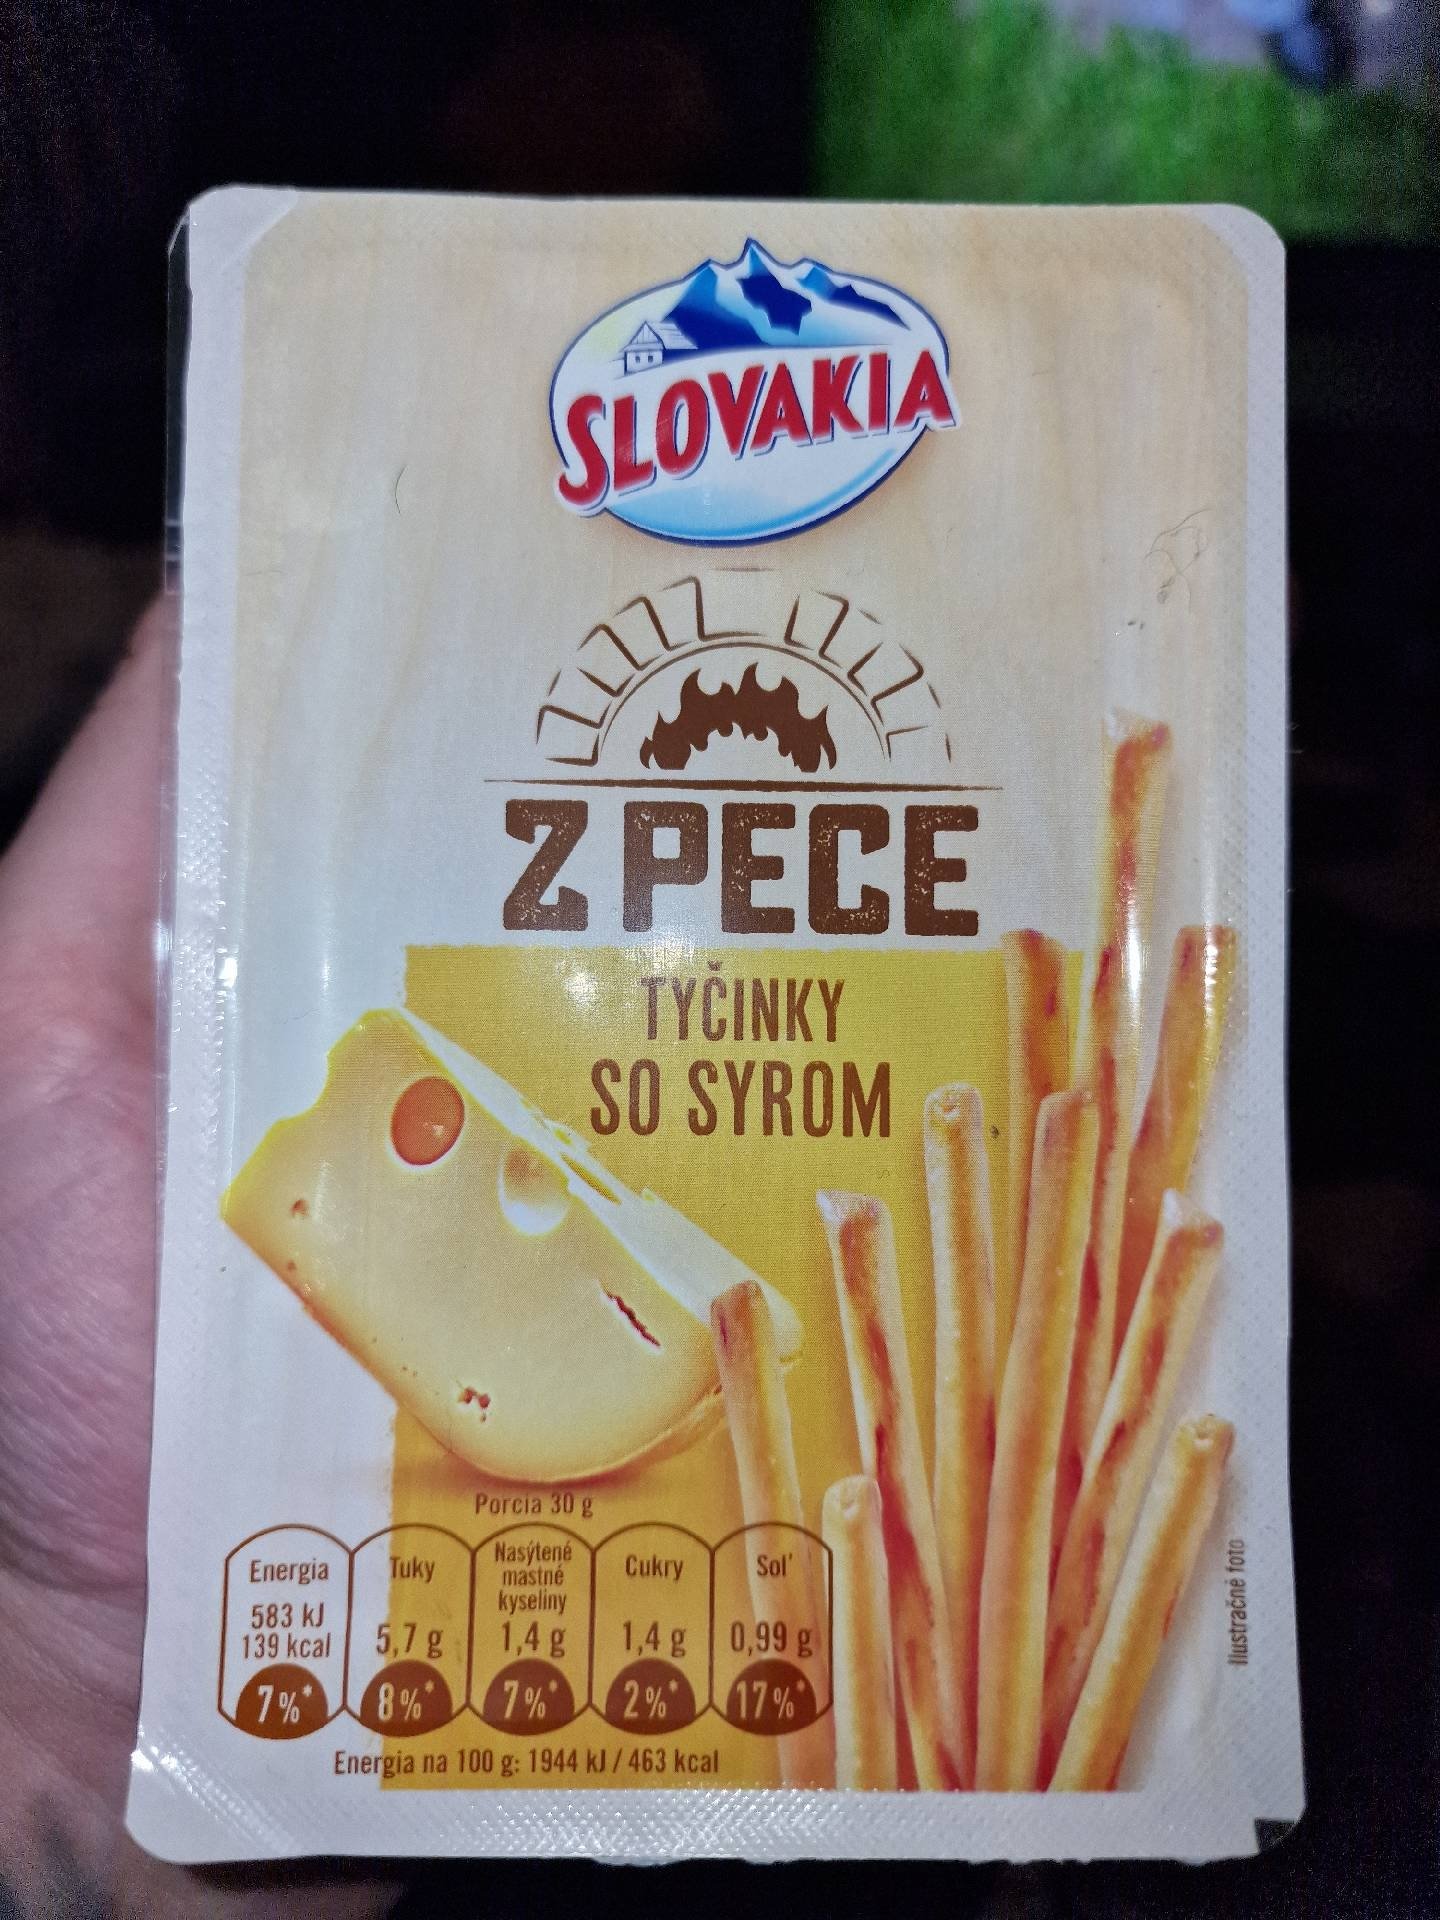 SLOVAKIA
Z PECE
TYČINKY
SO SYROM
Porcia 30 g
Energia
583 kJ
139 kcal
7%*
Tuky
5,7 g
8%*
Nasýtené
mastné
kyseliny
1,4 g
7%*
Cukry
1,4 g
2%*
Soľ
0,99 g
17%*
Energia na 100 g: 1944 kJ / 463 kcal
Ilustračné foto